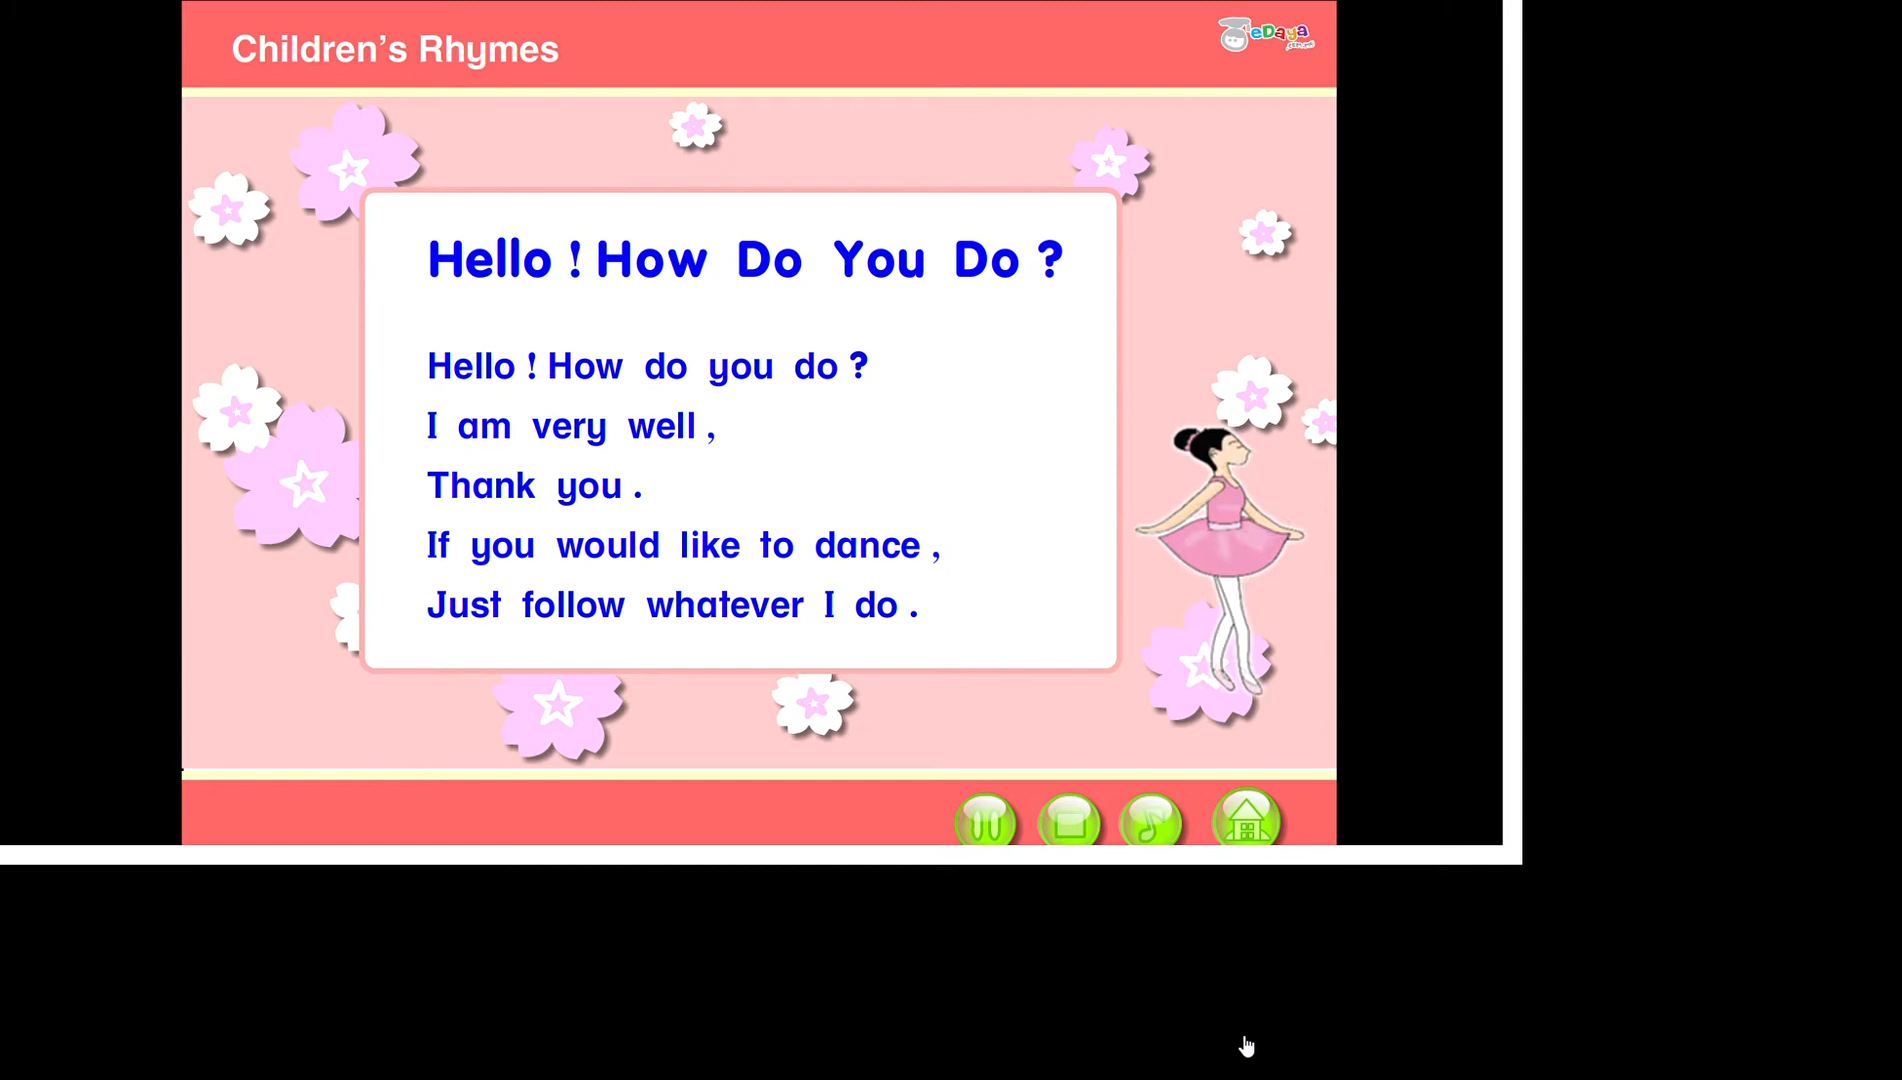 Children's Rhymes
eDaya
Hello ! How Do You Do ?
Hello ! How do you do ?
I am very well ,
Thank you .
If you would like to dance ,
Just follow whatever I do .